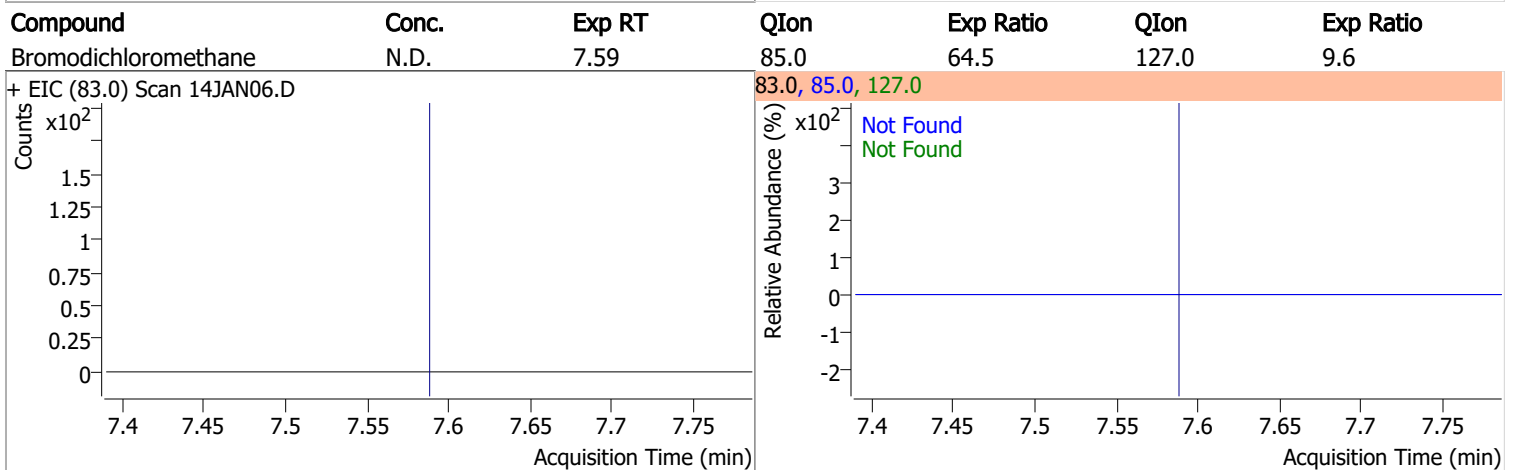 Compound Conc. Exp RT QIon Exp Ratio QIon Exp Ratio
Bromodichloromethane N.D. 7.59 85.0 64.5 127.0 9.6
+ EIC (83.0) Scan 14JAN06.D
Counts
x10²
1.5
1.25
1
0.75
0.5
0.25
0
7.4 7.45 7.5 7.55 7.6 7.65 7.7 7.75
Acquisition Time (min)
83.0, 85.0, 127.0
Relative Abundance (%)
x10²
Not Found
Not Found
3
2
1
0
-1
-2
7.4 7.45 7.5 7.55 7.6 7.65 7.7 7.75
Acquisition Time (min)